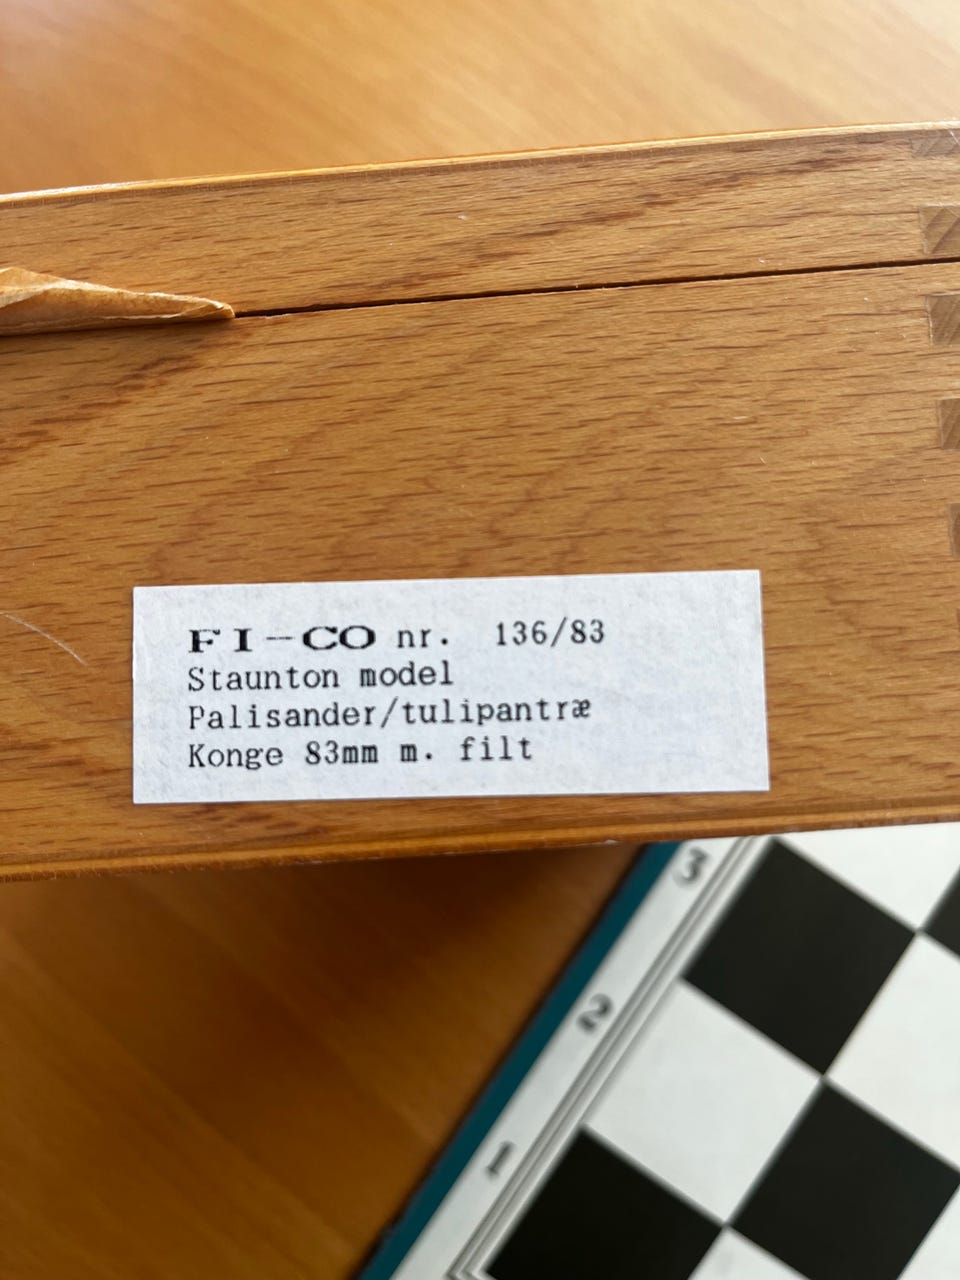 FI-CO nr. 136/83
Staunton model
Palisander/tulipantræ
Konge 83mm m. filt
3
2
1